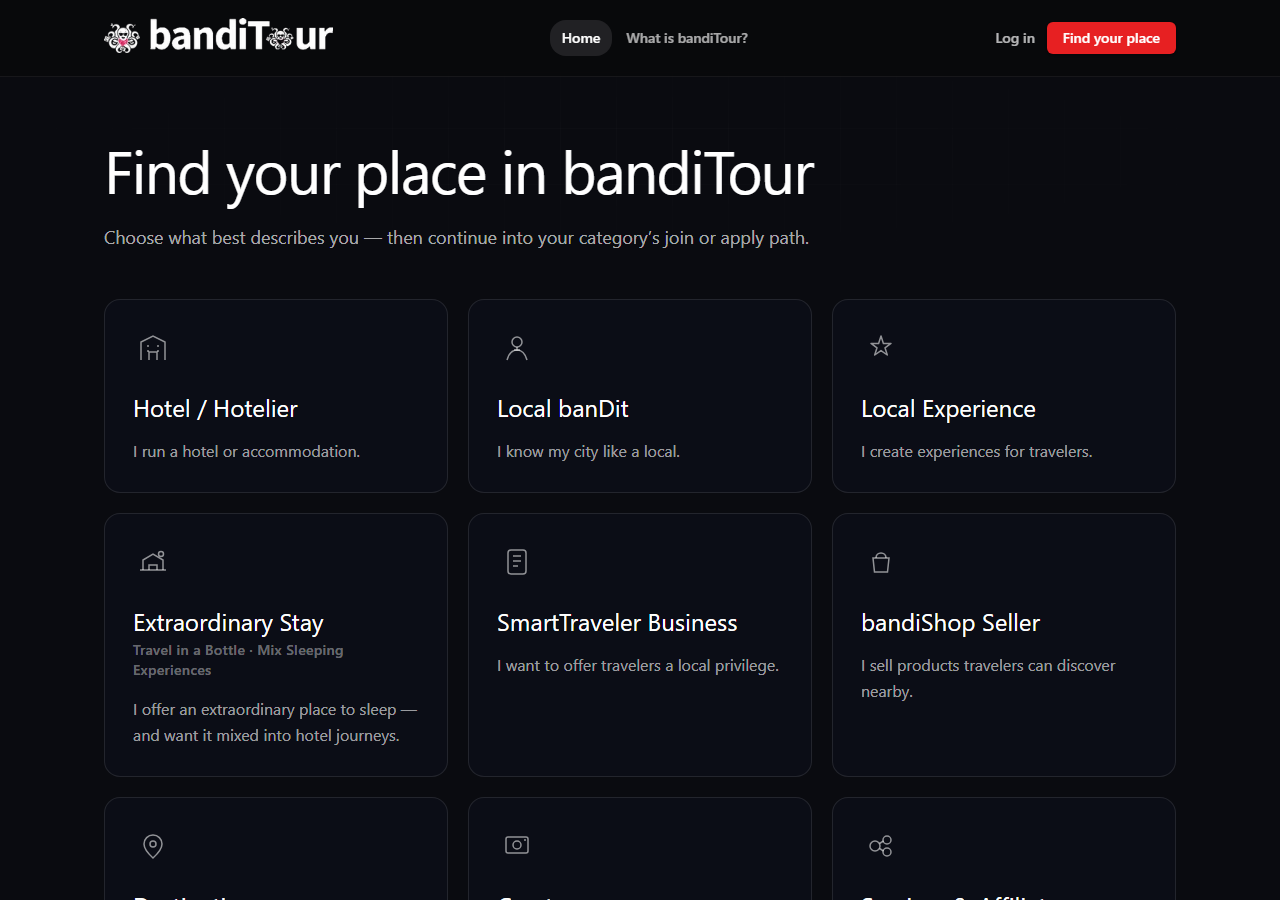 bandiTour
Home
What is bandiTour?
Log in
Find your place
Find your place in bandiTour
Choose what best describes you — then continue into your category’s join or apply path.
Hotel / Hotelier
I run a hotel or accommodation.
Local banDit
I know my city like a local.
Local Experience
I create experiences for travelers.
Extraordinary Stay
Travel in a Bottle · Mix Sleeping
Experiences
I offer an extraordinary place to sleep —
and want it mixed into hotel journeys.
SmartTraveler Business
I want to offer travelers a local privilege.
bandiShop Seller
I sell products travelers can discover
nearby.